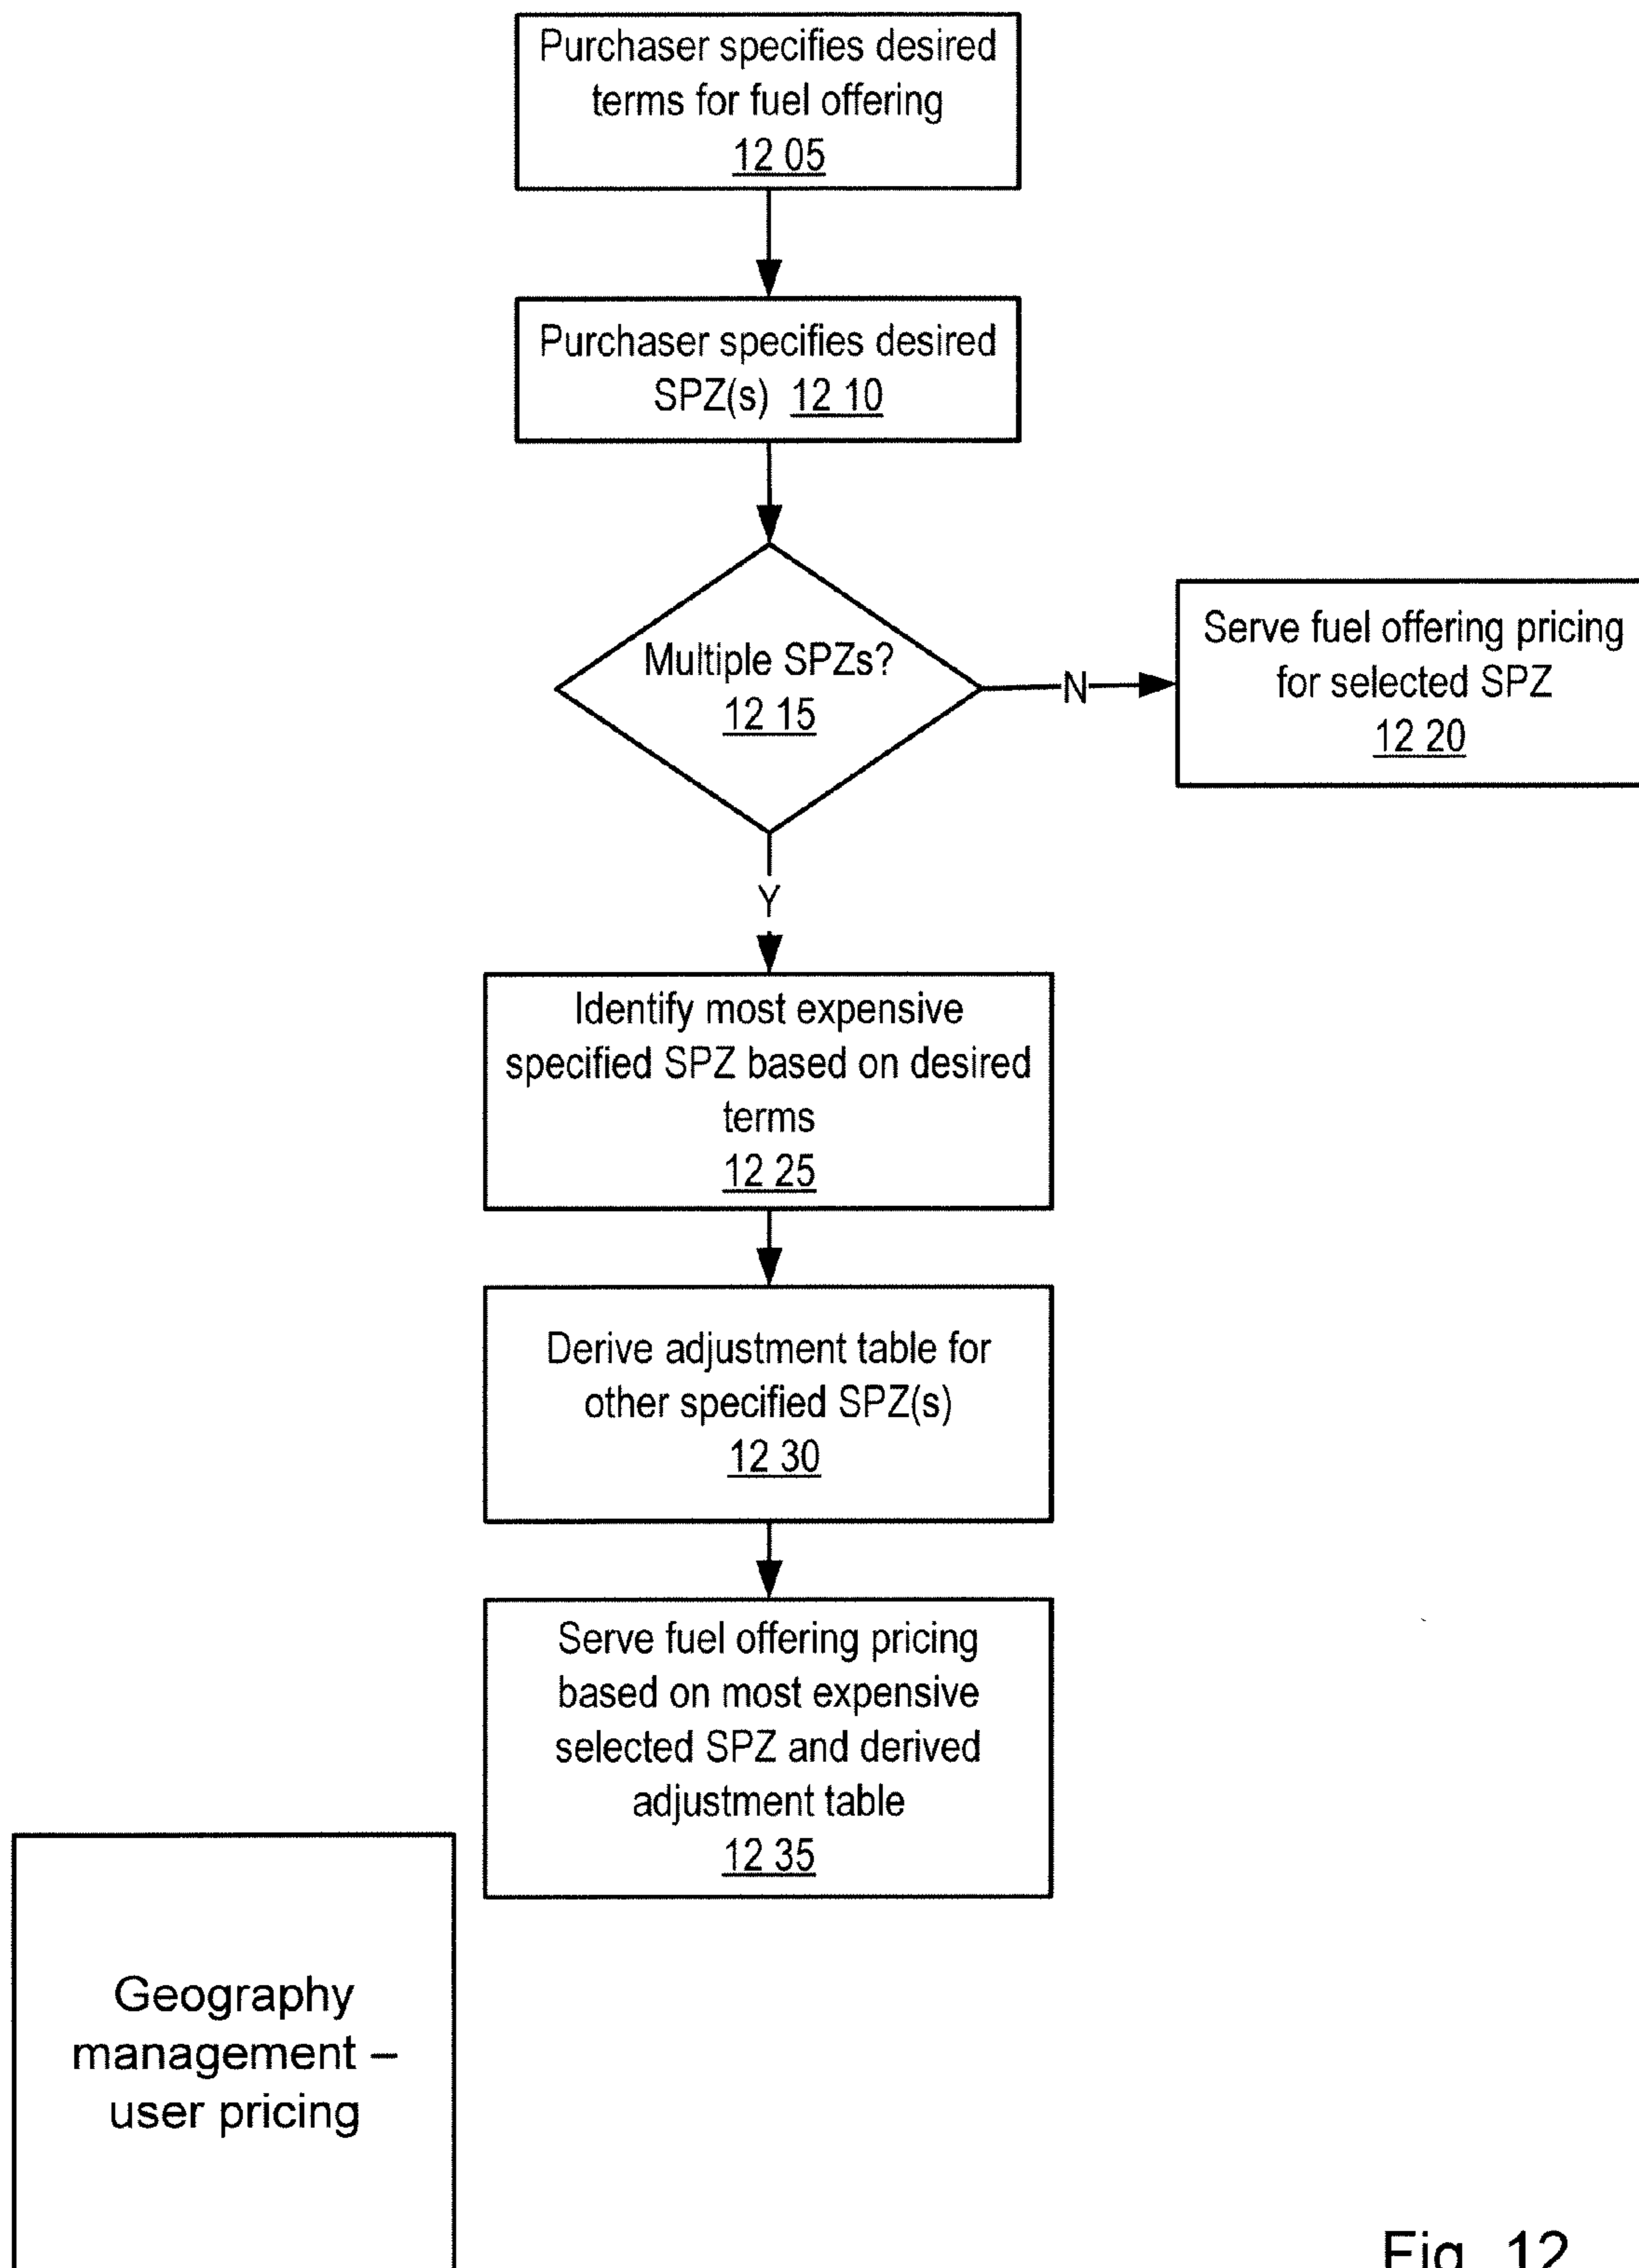 Purchaser specifies desired
terms for fuel offering
12 05
Purchaser specifies desired
SPZ(s) 12 10
Multiple SPZs?
12 15
N
Serve fuel offering pricing
for selected SPZ
12 20
Y
Identify most expensive
specified SPZ based on desired
terms
12 25
Derive adjustment table for
other specified SPZ(s)
12 30
Serve fuel offering pricing
based on most expensive
selected SPZ and derived
adjustment table
12 35
Geography
management –
user pricing
Fig. 12